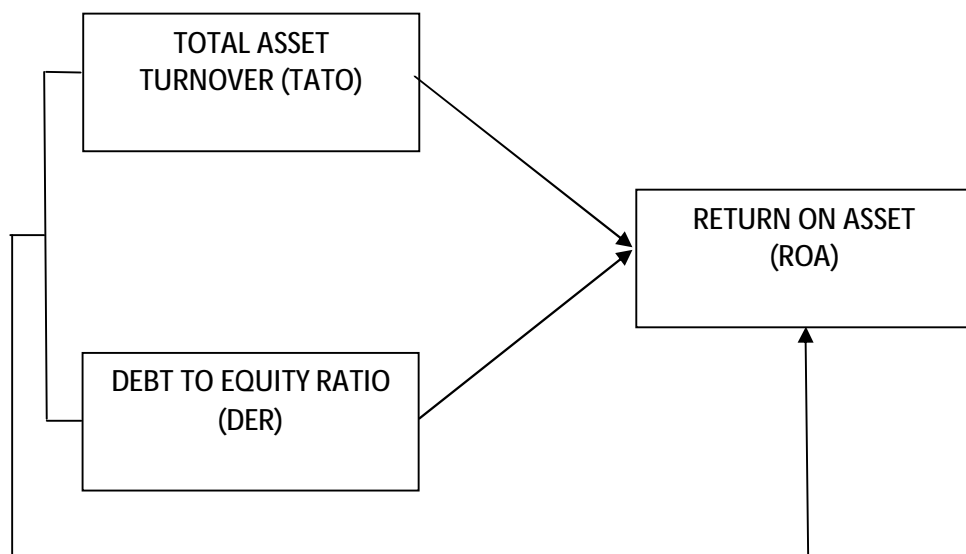 TOTAL ASSET
TURNOVER (TATO)
RETURN ON ASSET
(ROA)
DEBT TO EQUITY RATIO
(DER)